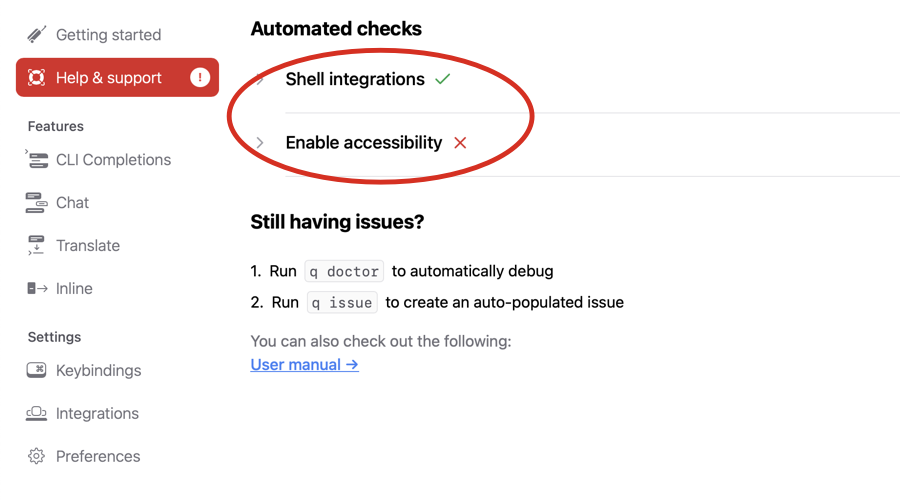 Getting started
Help & support !
Features
CLI Completions
Chat
Translate
Inline
Settings
Keybindings
Integrations
Preferences
Automated checks
Shell integrations
Enable accessibility
Still having issues?
1. Run q doctor to automatically debug
2. Run q issue to create an auto-populated issue
You can also check out the following:
User manual →